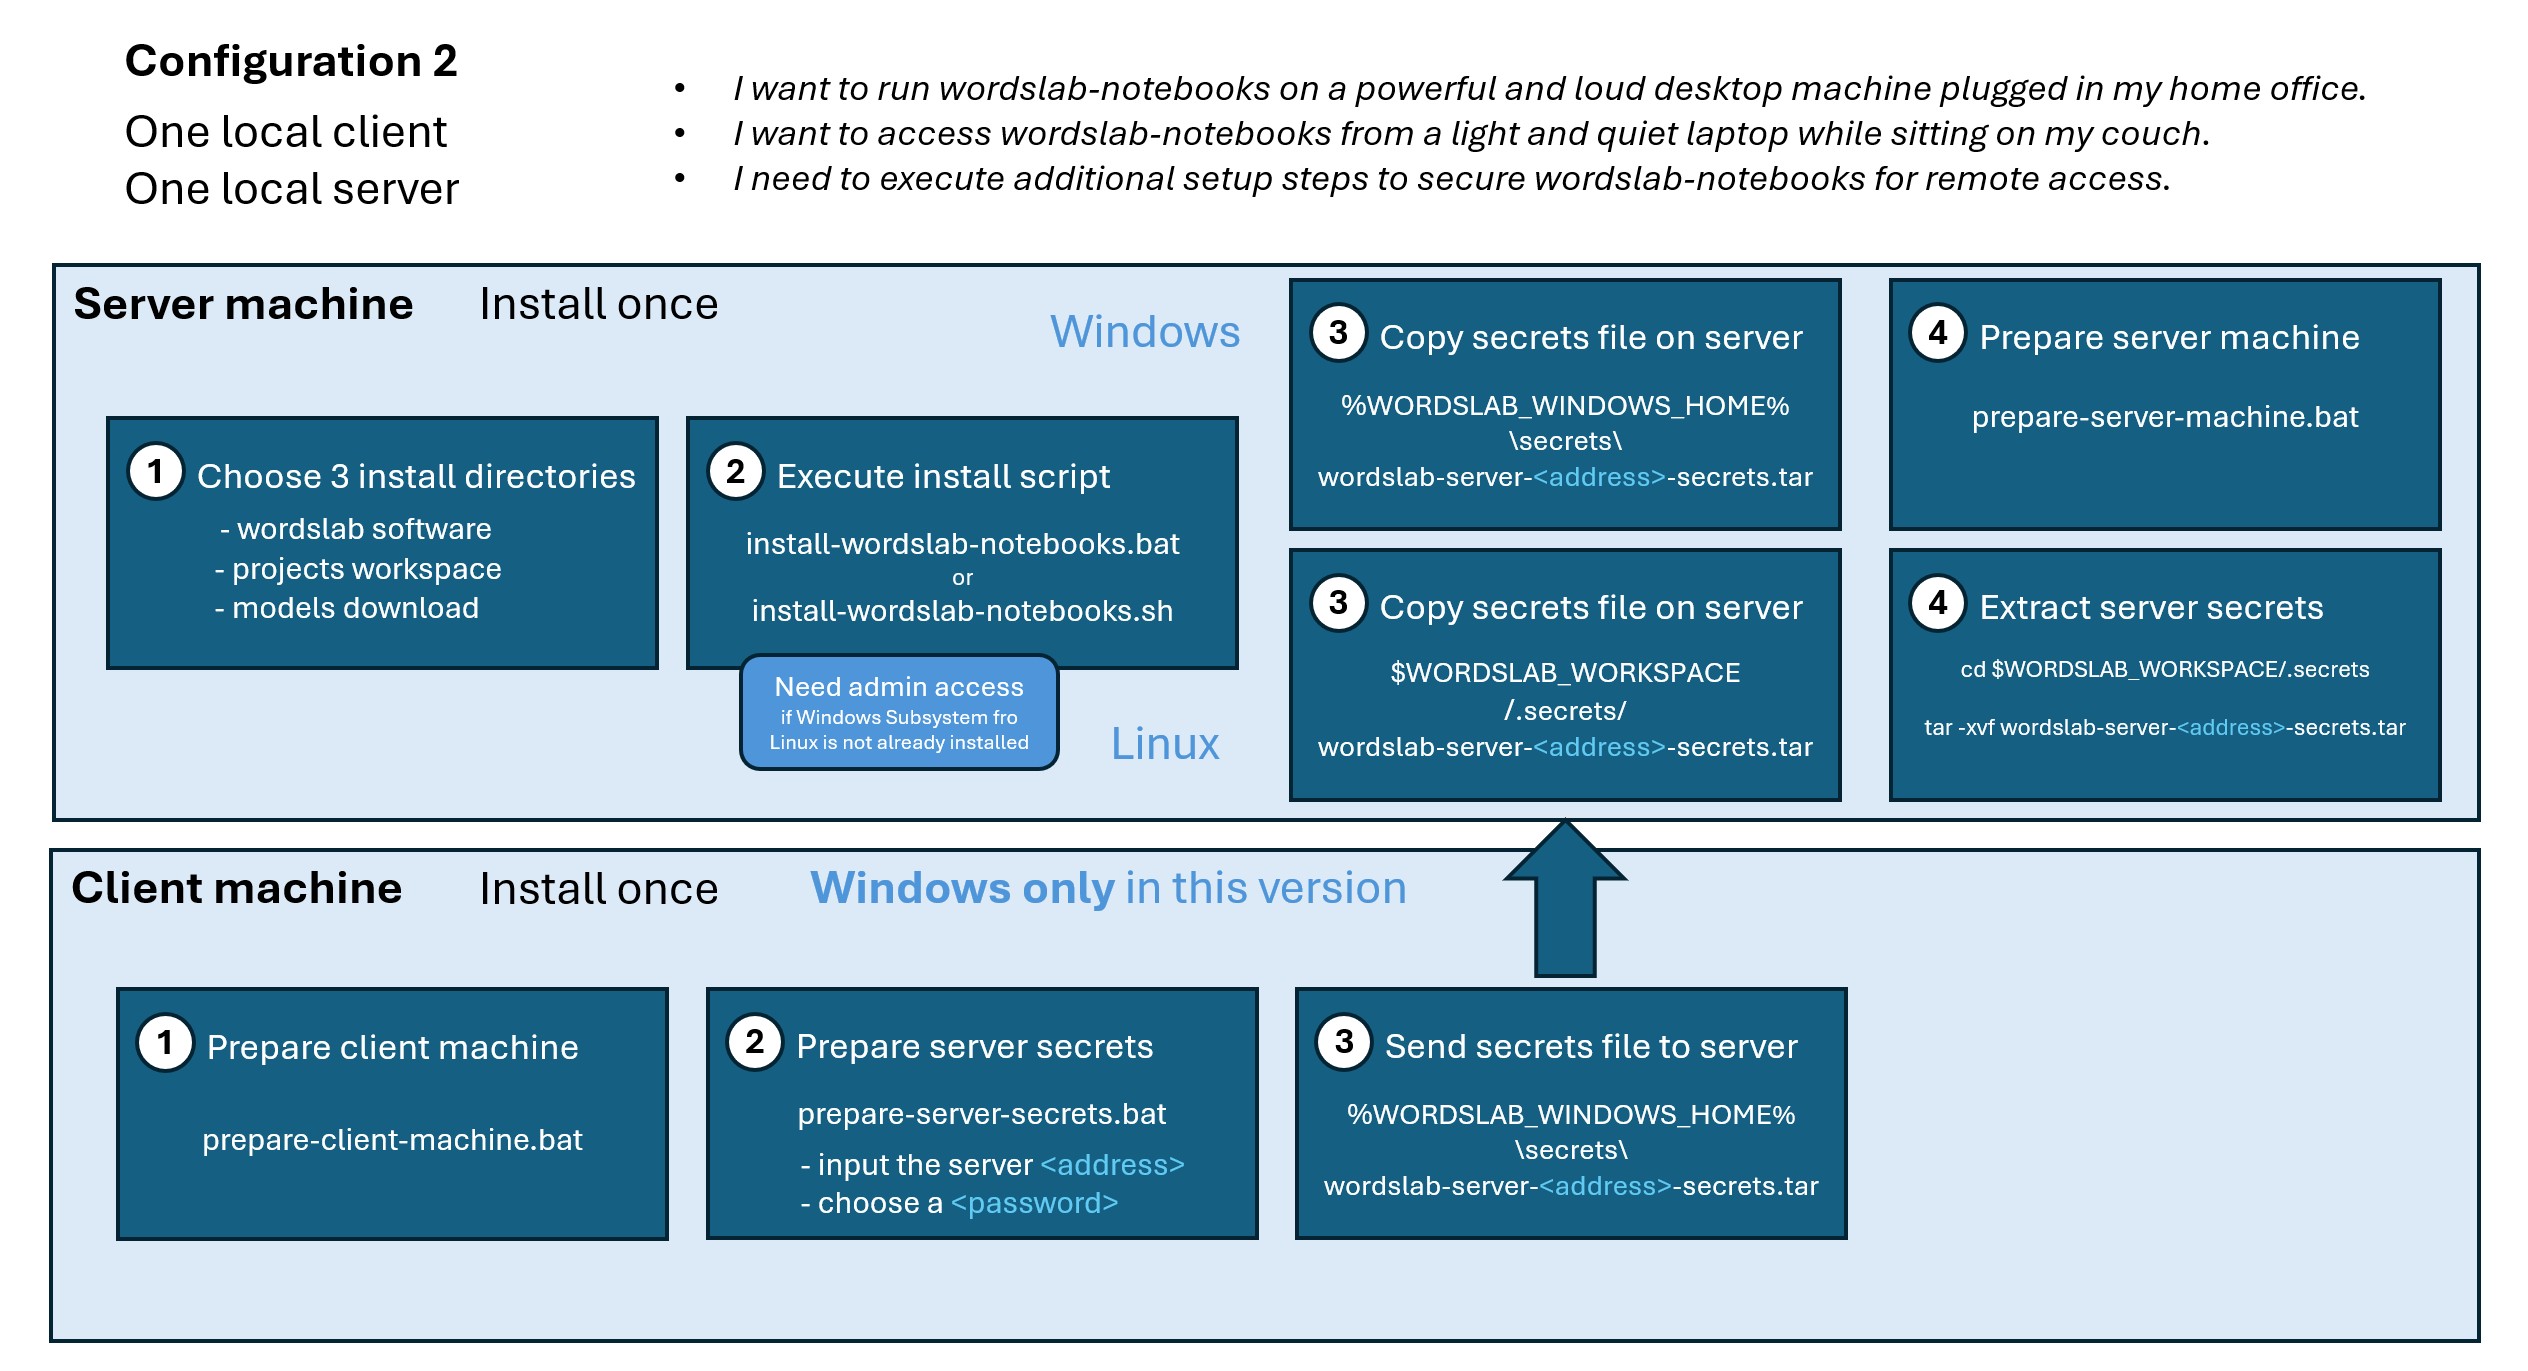 Configuration 2
One local client
One local server
• I want to run wordslab-notebooks on a powerful and loud desktop machine plugged in my home office.
• I want to access wordslab-notebooks from a light and quiet laptop while sitting on my couch.
• I need to execute additional setup steps to secure wordslab-notebooks for remote access.
Server machine Install once
Windows
1 Choose 3 install directories
- wordslab software
- projects workspace
- models download
2 Execute install script
install-wordslab-notebooks.bat
or
install-wordslab-notebooks.sh
Need admin access
if Windows Subsystem fro
Linux is not already installed
3 Copy secrets file on server
%WORDSLAB_WINDOWS_HOME%
\secrets\
wordslab-server-<address>-secrets.tar
4 Prepare server machine
prepare-server-machine.bat
Linux
3 Copy secrets file on server
$WORDSLAB_WORKSPACE
/.secrets/
wordslab-server-<address>-secrets.tar
4 Extract server secrets
cd $WORDSLAB_WORKSPACE/.secrets
tar -xvf wordslab-server-<address>-secrets.tar
Client machine Install once Windows only in this version
1 Prepare client machine
prepare-client-machine.bat
2 Prepare server secrets
prepare-server-secrets.bat
- input the server <address>
- choose a <password>
3 Send secrets file to server
%WORDSLAB_WINDOWS_HOME%
\secrets\
wordslab-server-<address>-secrets.tar